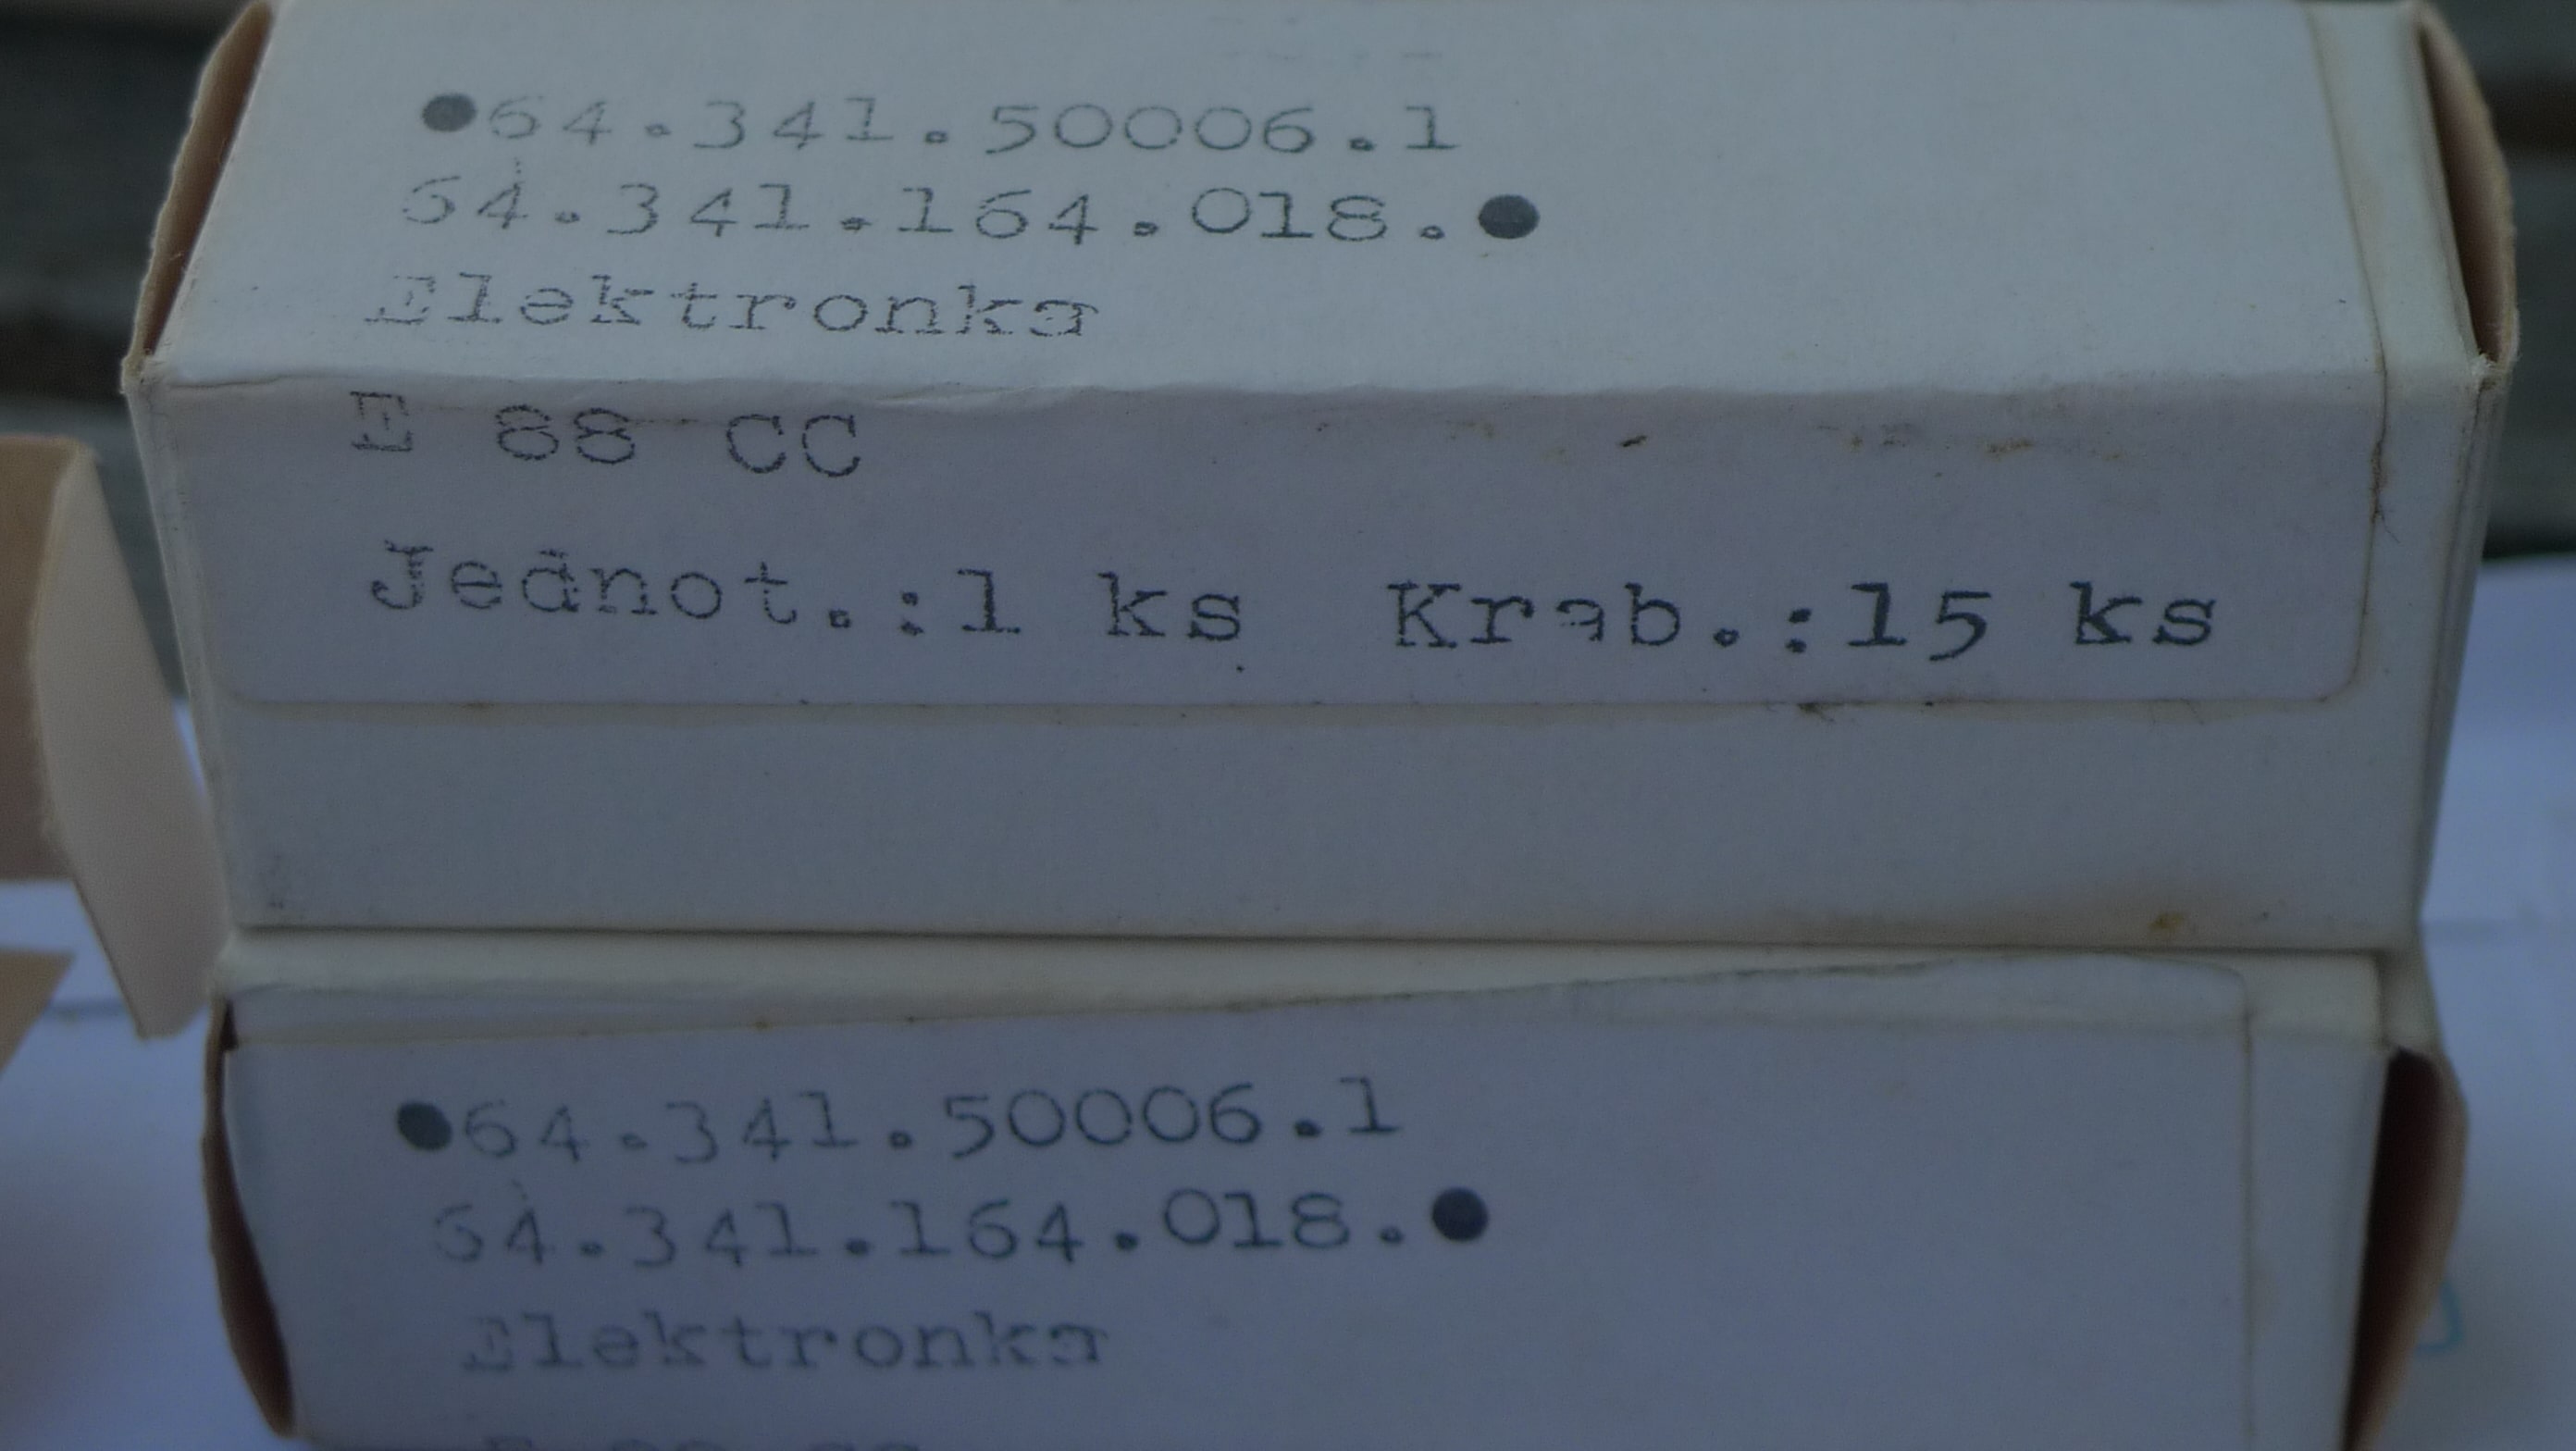 ●64.341.50006.1
64.341.164.018.●
Elektronka
E 88 CC
Jednot.:1 ks Krab.:15 ks
●64.341.50006.1
64.341.164.018.●
Elektronka